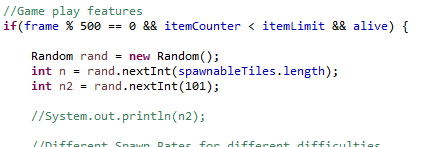 //Game play features
if(frame % 500 == 0 && itemCounter < itemLimit && alive) {
Random rand = new Random();
int n = rand.nextInt(spawnableTiles.length);
int n2 = rand.nextInt(101);
//System.out.println(n2);
//Different Spawn Rates for different difficulties